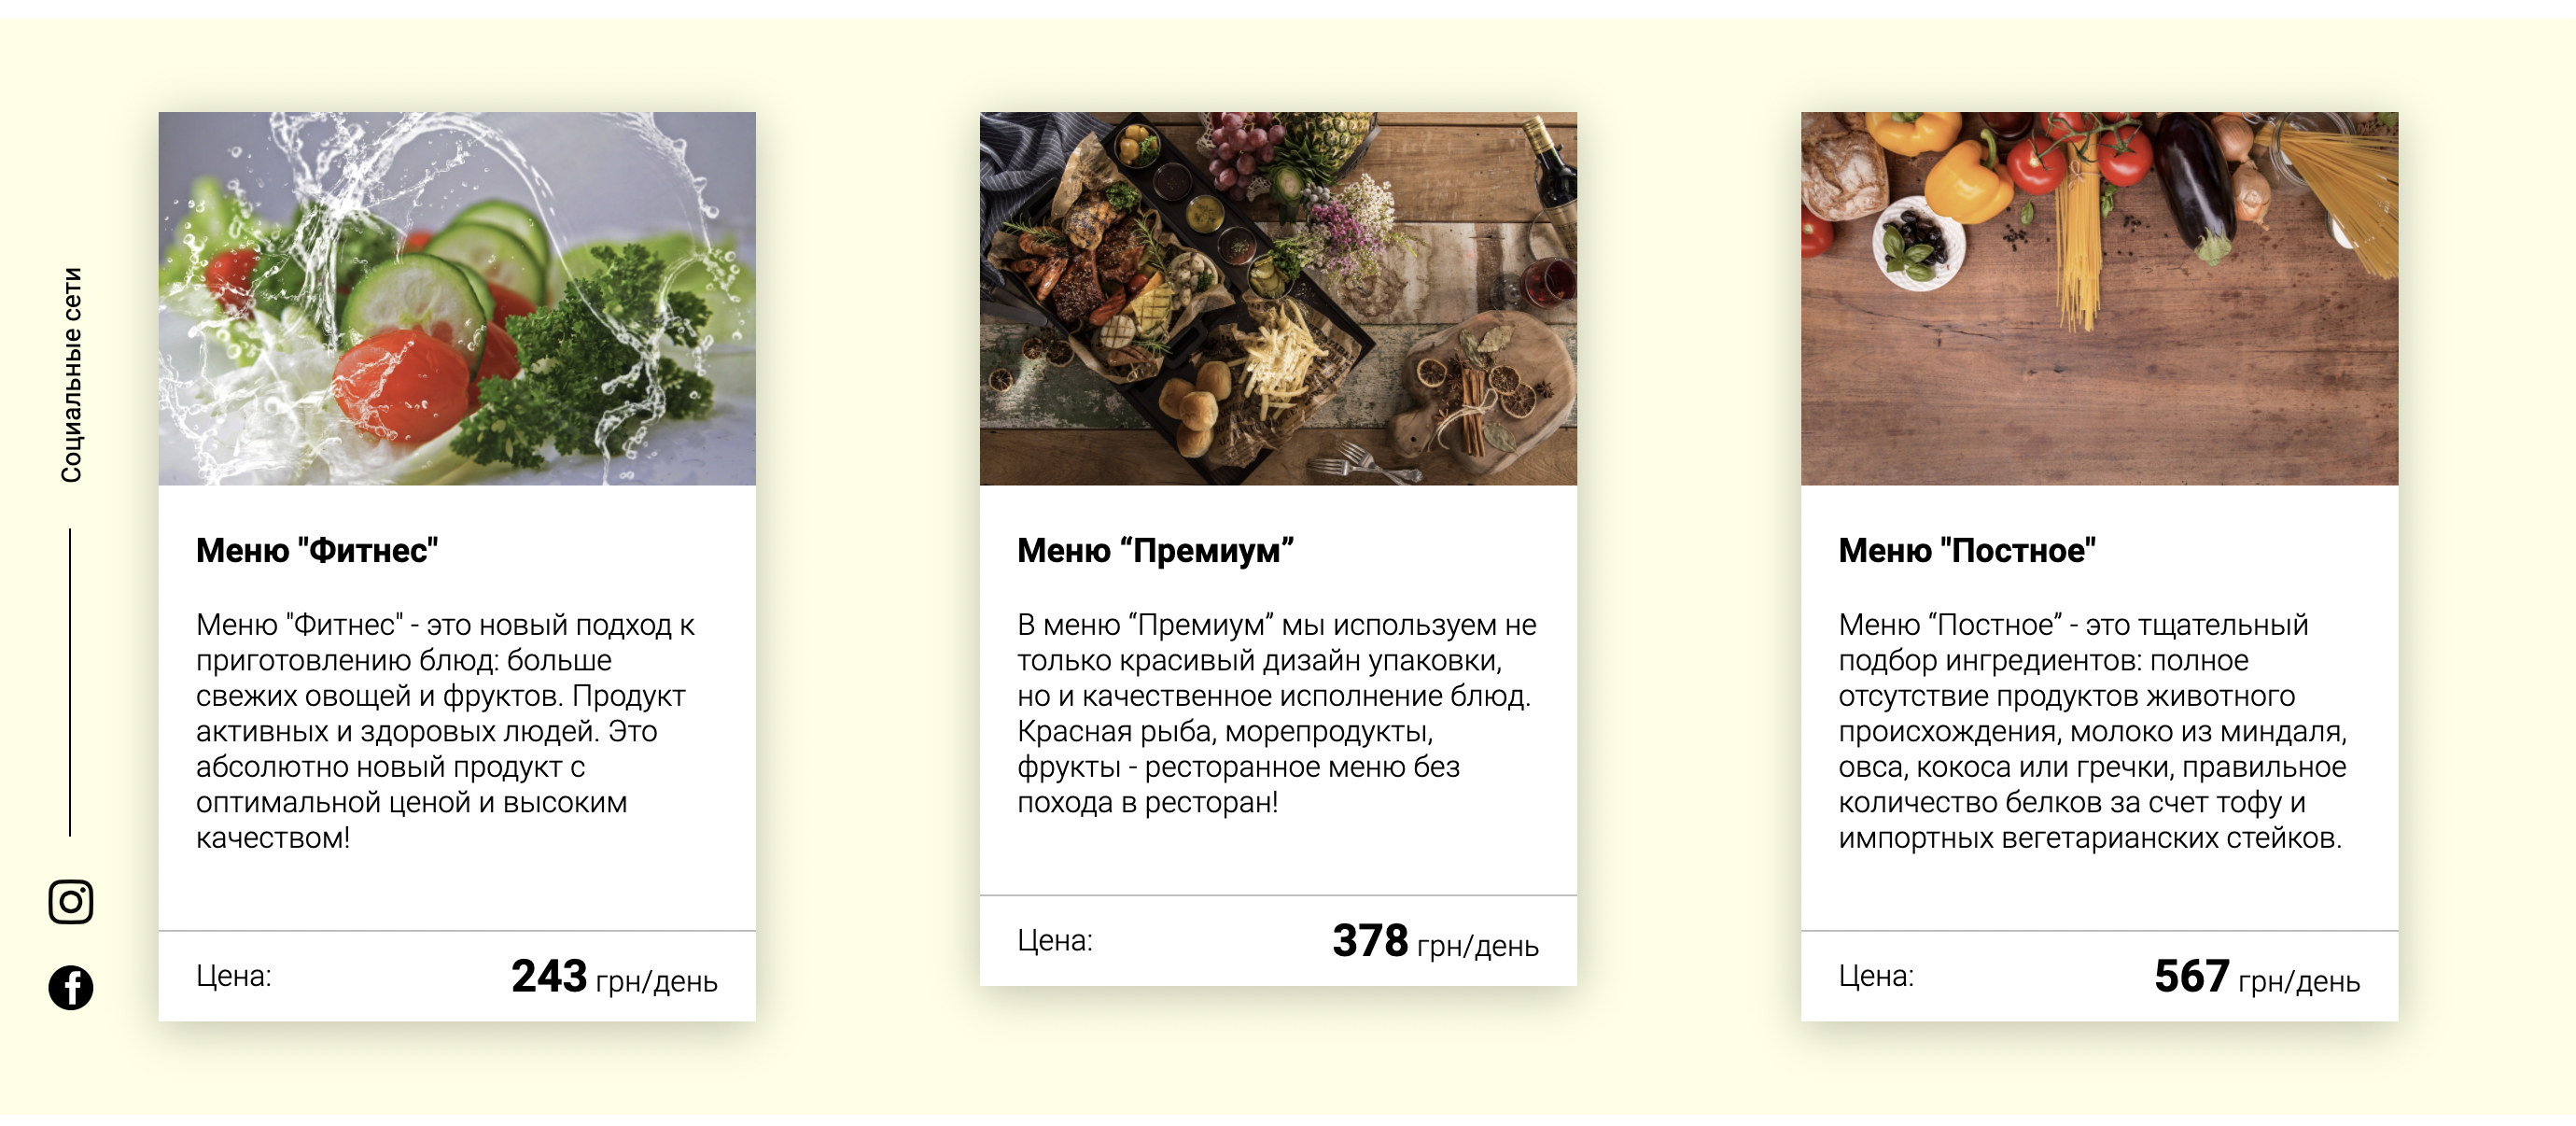 Социальные сети
Меню "Фитнес"
Меню "Фитнес" - это новый подход к
приготовлению блюд: больше
свежих овощей и фруктов. Продукт
активных и здоровых людей. Это
абсолютно новый продукт с
оптимальной ценой и высоким
качеством!
Цена:
243 грн/день
Меню “Премиум”
В меню “Премиум” мы используем не
только красивый дизайн упаковки,
но и качественное исполнение блюд.
Красная рыба, морепродукты,
фрукты - ресторанное меню без
похода в ресторан!
Цена:
378 грн/день
Меню "Постное"
Меню “Постное” - это тщательный
подбор ингредиентов: полное
отсутствие продуктов животного
происхождения, молоко из миндаля,
овса, кокоса или гречки, правильное
количество белков за счет тофу и
импортных вегетарианских стейков.
Цена:
567 грн/день